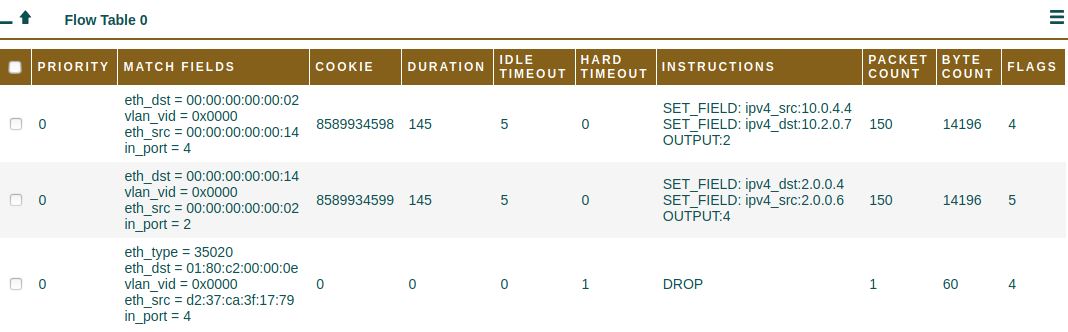 Flow Table 0
PRIORITY MATCH FIELDS COOKIE DURATION IDLE TIMEOUT HARD TIMEOUT INSTRUCTIONS PACKET COUNT BYTE COUNT FLAGS
eth_dst = 00:00:00:00:00:02
vlan_vid = 0x0000
eth_src = 00:00:00:00:00:14
in_port = 4
0 8589934598 145 5 0
SET_FIELD: ipv4_src:10.0.4.4
SET_FIELD: ipv4_dst:10.2.0.7
OUTPUT:2
150 14196 4
eth_dst = 00:00:00:00:00:14
vlan_vid = 0x0000
eth_src = 00:00:00:00:00:02
in_port = 2
0 8589934599 145 5 0
SET_FIELD: ipv4_dst:2.0.0.4
SET_FIELD: ipv4_src:2.0.0.6
OUTPUT:4
150 14196 5
eth_type = 35020
eth_dst = 01:80:c2:00:00:0e
vlan_vid = 0x0000
eth_src = d2:37:ca:3f:17:79
in_port = 4
0 0 0 0 1 DROP 1 60 4